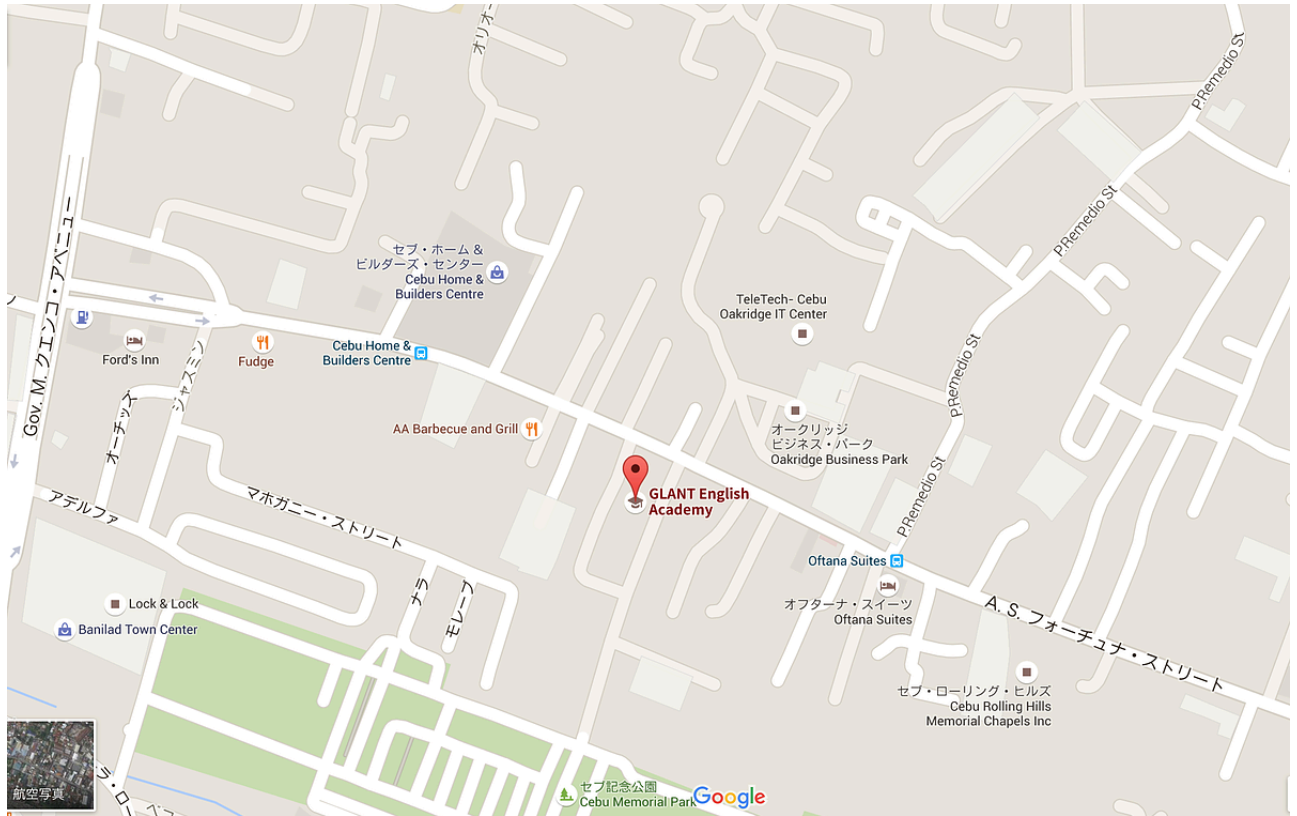 オリオー
P.Remedio St
P.Remedio St
P.Remedio St
P.Remedio St
P.Remedio St
Gov. M. クエンコ・アベニュー
セブ・ホーム &
ビルダーズ・センター
Cebu Home &
Builders Centre
TeleTech- Cebu
Oakridge IT Center
ノ
Ford's Inn
ジャスミン
Fudge
Cebu Home &
Builders Centre
オーチッズ
AA Barbecue and Grill
オークリッジ
ビジネス・パーク
Oakridge Business Park
GLANT English
Academy
アデルファ
マホガニー・ストリート
ナラ
モレーブ
Oftana Suites
オフターナ・スイーツ
Oftana Suites
A. S. フォーチュナ・ストリート
Lock & Lock
Banilad Town Center
セブ・ローリング・ヒルズ
Cebu Rolling Hills
Memorial Chapels Inc
航空写真
ラ・ロー
セブ記念公園
Cebu Memorial Park
Google